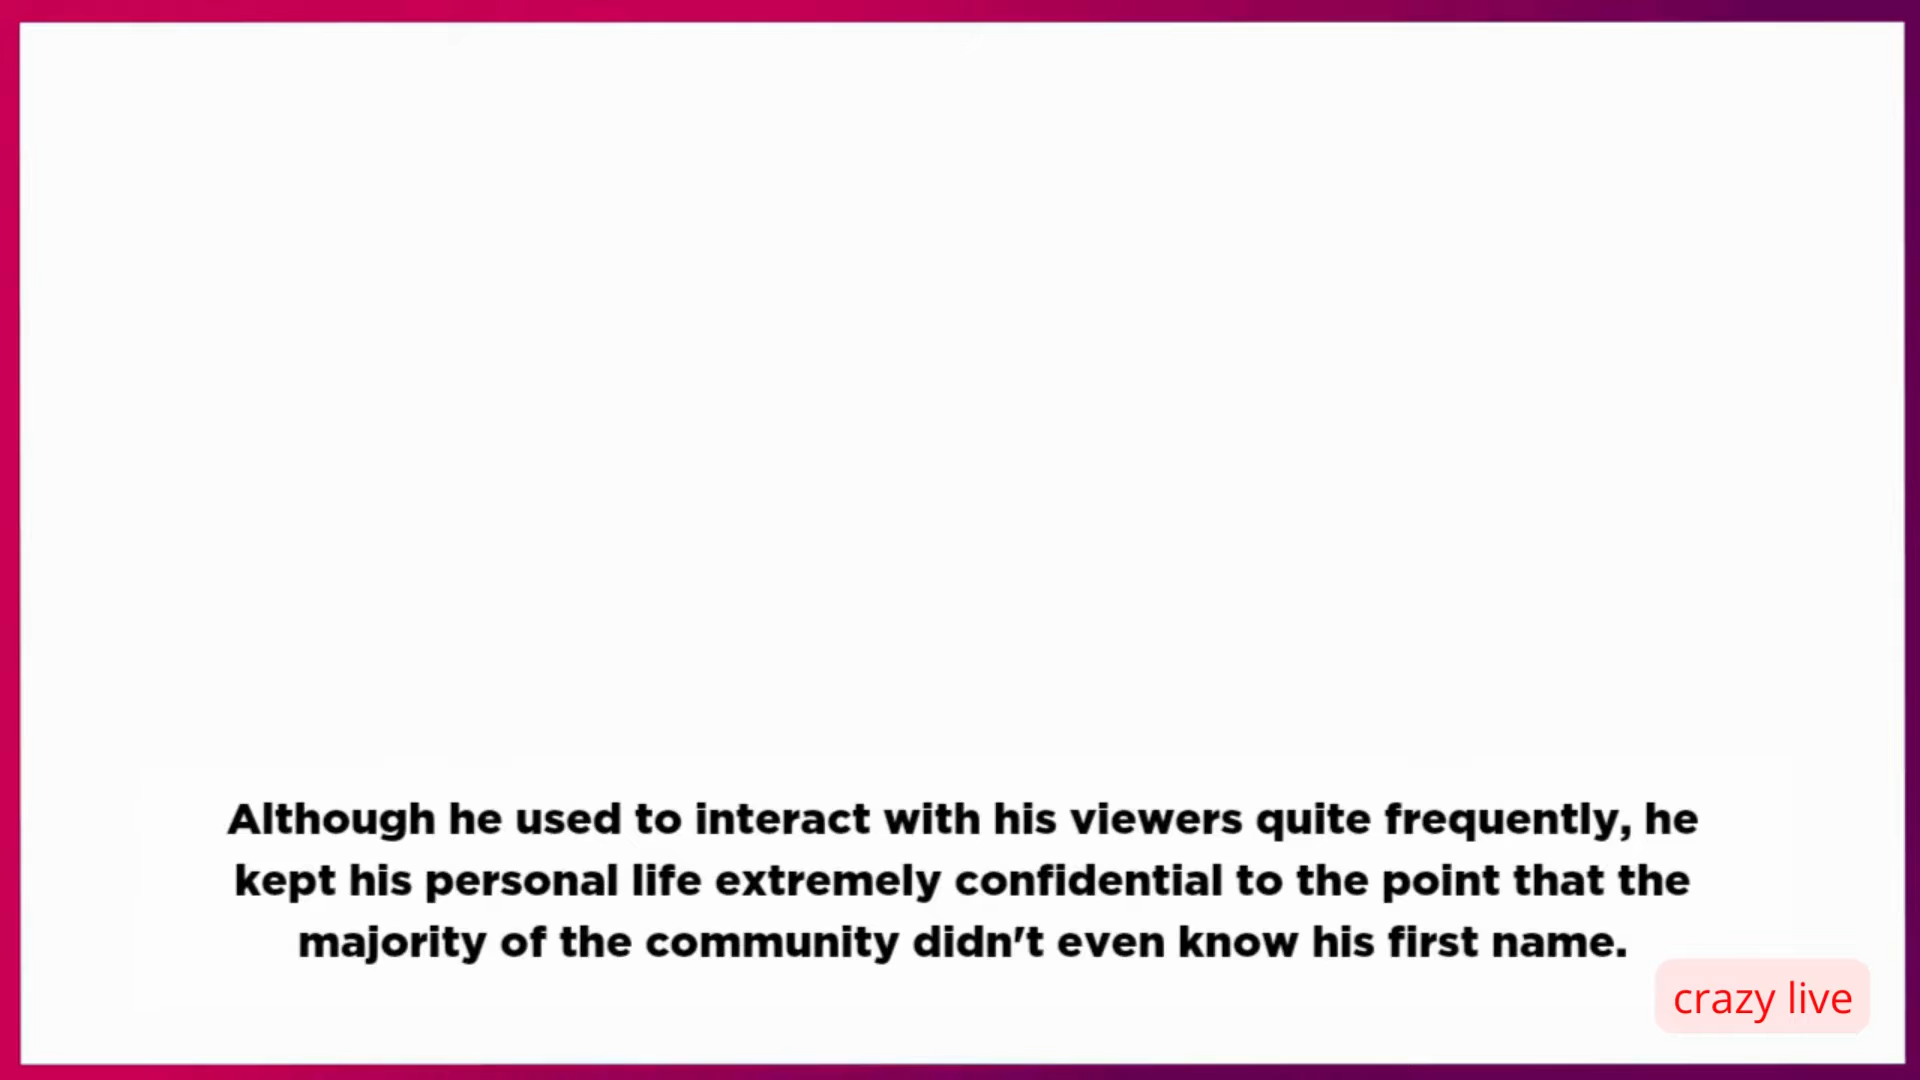 Although he used to interact with his viewers quite frequently, he
kept his personal life extremely confidential to the point that the
majority of the community didn't even know his first name.
crazy live